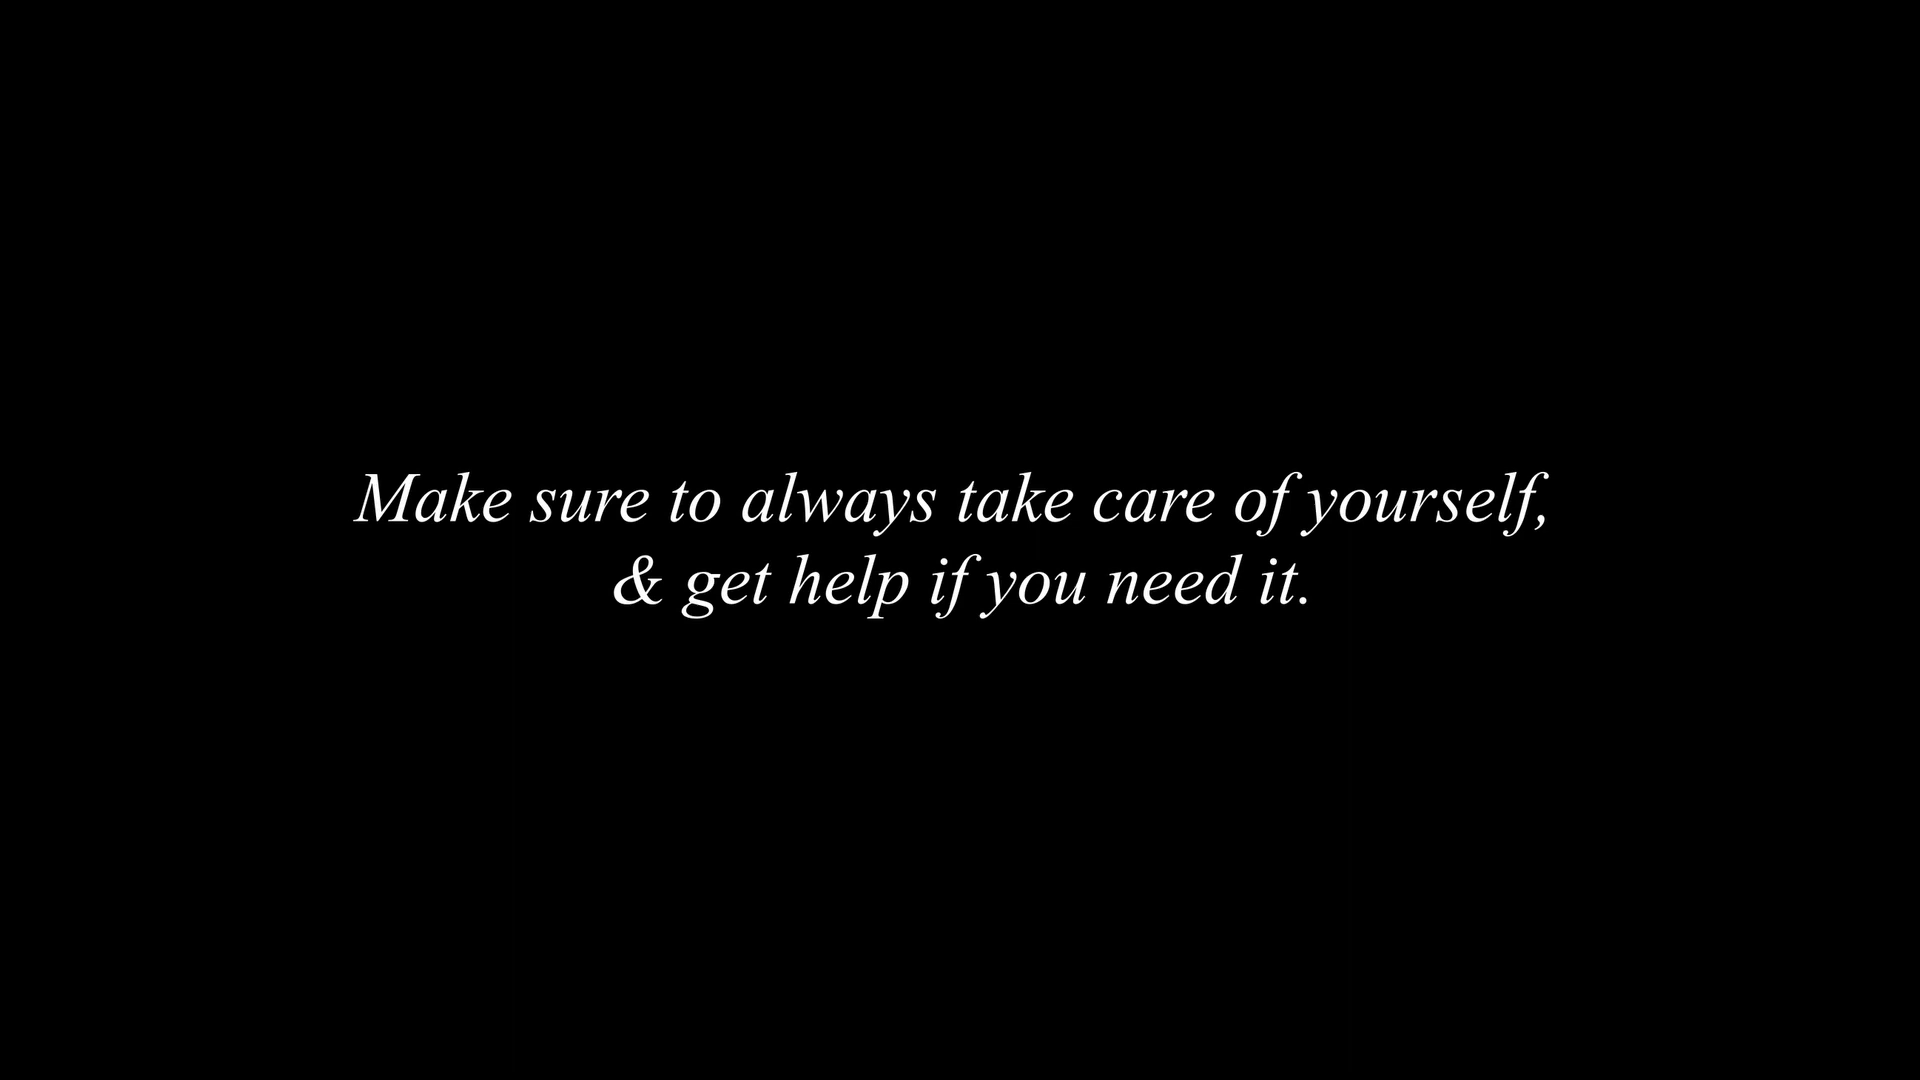 Make sure to always take care of yourself,
& get help if you need it.